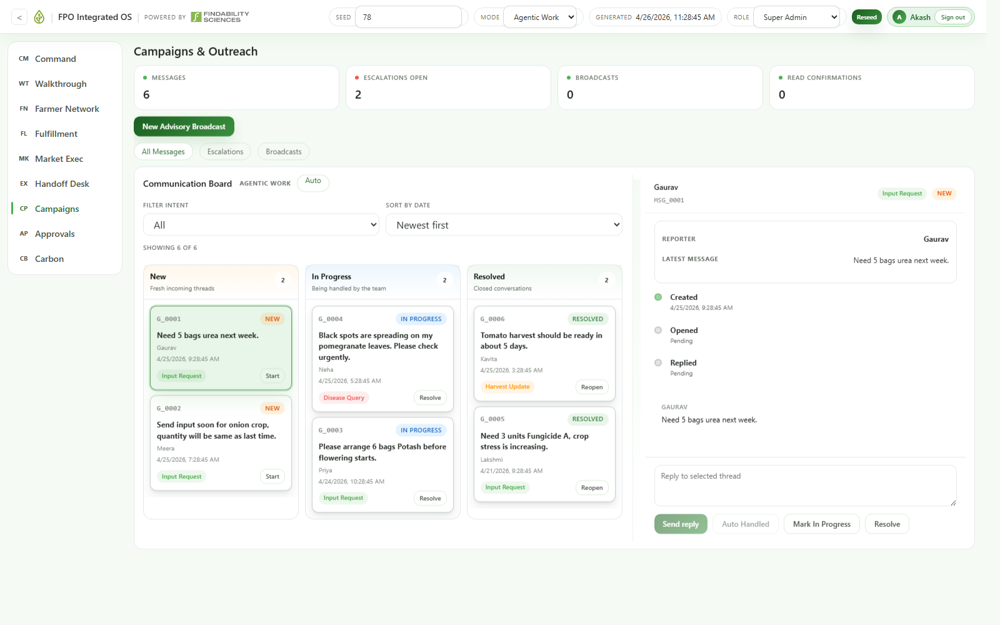 <
FPO Integrated OS
POWERED BY
FINDABILITY
SCIENCES
SEED
78
MODE
Agentic Work
GENERATED 4/26/2026, 11:28:45 AM
ROLE
Super Admin
Reseed
A
Akash
Sign out
CM Command
WT Walkthrough
FN Farmer Network
FL Fulfillment
MK Market Exec
EX Handoff Desk
CP Campaigns
AP Approvals
CB Carbon
Campaigns & Outreach
MESSAGES
6
ESCALATIONS OPEN
2
BROADCASTS
0
READ CONFIRMATIONS
0
New Advisory Broadcast
All Messages
Escalations
Broadcasts
Communication Board
AGENTIC WORK
Auto
FILTER INTENT
All
SORT BY DATE
Newest first
SHOWING 6 OF 6
New
Fresh incoming threads
2
G_0001
NEW
Need 5 bags urea next week.
Gaurav
4/25/2026, 9:28:45 AM
Input Request
Start
G_0002
NEW
Send input soon for onion crop,
quantity will be same as last time.
Meera
4/25/2026, 7:28:45 AM
Input Request
Start
In Progress
Being handled by the team
2
G_0004
IN PROGRESS
Black spots are spreading on my
pomegranate leaves. Please check
urgently.
Neha
4/25/2026, 5:28:45 AM
Disease Query
Resolve
G_0003
IN PROGRESS
Please arrange 6 bags Potash before
flowering starts.
Priya
4/24/2026, 10:28:45 AM
Input Request
Resolve
Resolved
Closed conversations
2
G_0006
RESOLVED
Tomato harvest should be ready in
about 5 days.
Kavita
4/25/2026, 3:28:45 AM
Harvest Update
Reopen
G_0005
RESOLVED
Need 3 units Fungicide A, crop
stress is increasing.
Lakshmi
4/21/2026, 9:28:45 AM
Input Request
Reopen
Gaurav
MSG_0001
Input Request
NEW
REPORTER
Gaurav
LATEST MESSAGE
Need 5 bags urea next week.
Created
4/25/2026, 9:28:45 AM
Opened
Pending
Replied
Pending
GAURAV
Need 5 bags urea next week.
Reply to selected thread
Send reply
Auto Handled
Mark In Progress
Resolve